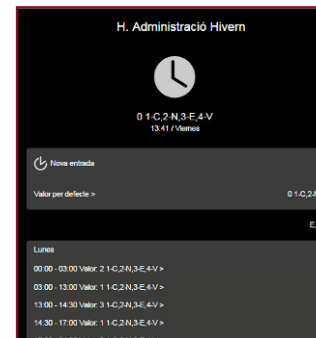 H. Administració Hivern
0 1-C,2-N,3-E,4-V
13:41 / Viernes
Nova entrada
Valor per defecte > 0 1-C,2-N
E,
Lunes
00:00 - 03:00 Valor: 2 1-C,2-N,3-E,4-V >
03:00 - 13:00 Valor: 1 1-C,2-N,3-E,4-V >
13:00 - 14:30 Valor: 3 1-C,2-N,3-E,4-V >
14:30 - 17:00 Valor: 1 1-C,2-N,3-E,4-V >